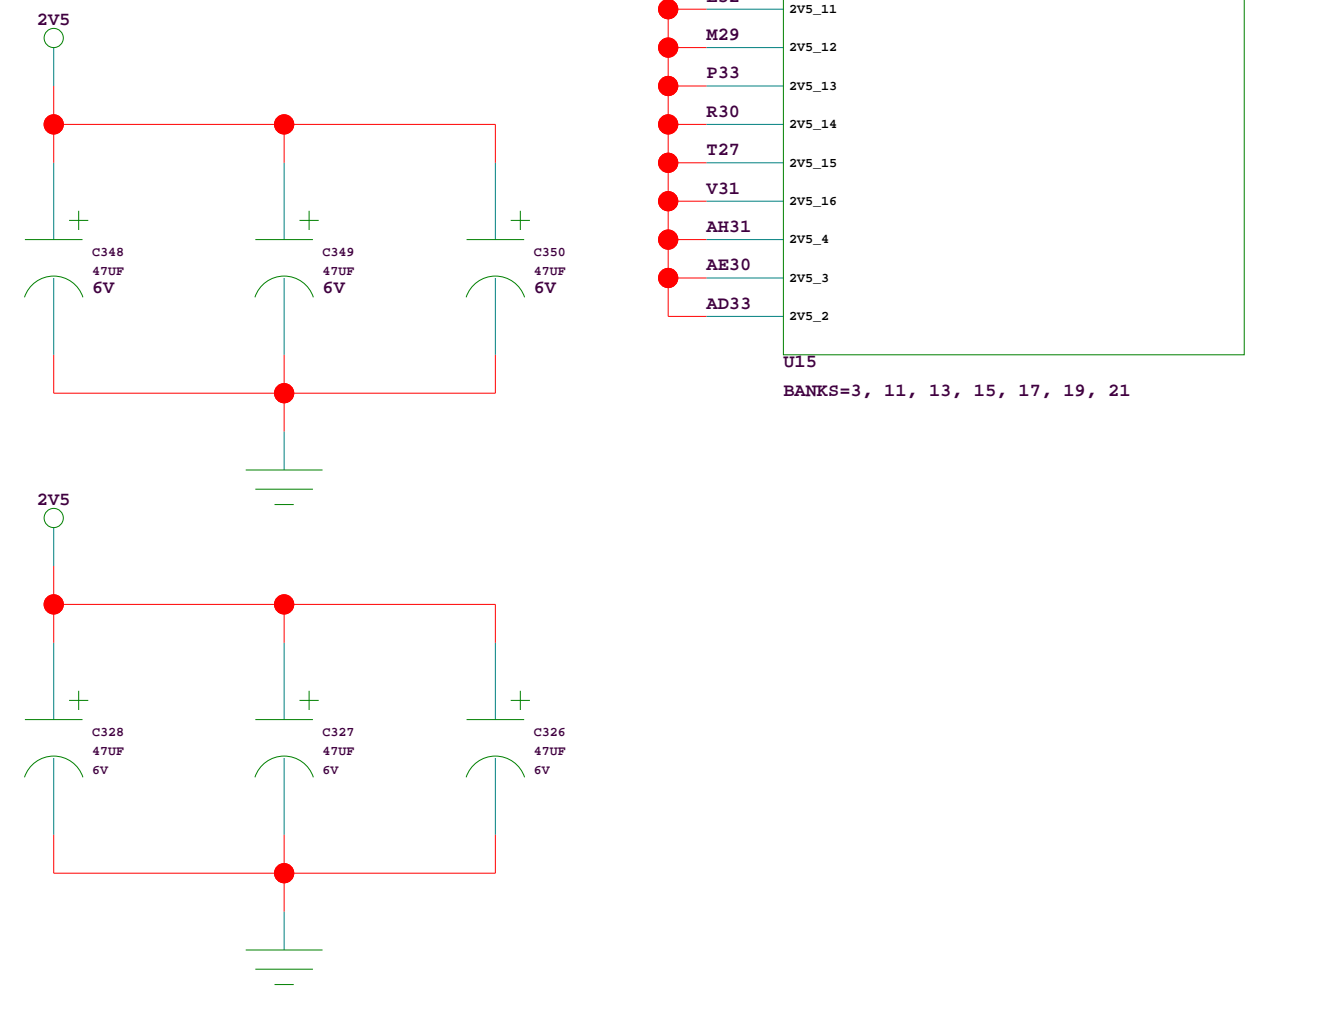 2V5
C348
47UF
6V
C349
47UF
6V
C350
47UF
6V
2V5
C328
47UF
6V
C327
47UF
6V
C326
47UF
6V
2V5_11
M29 2V5_12
P33 2V5_13
R30 2V5_14
T27 2V5_15
V31 2V5_16
AH31 2V5_4
AE30 2V5_3
AD33 2V5_2
U15
BANKS=3, 11, 13, 15, 17, 19, 21